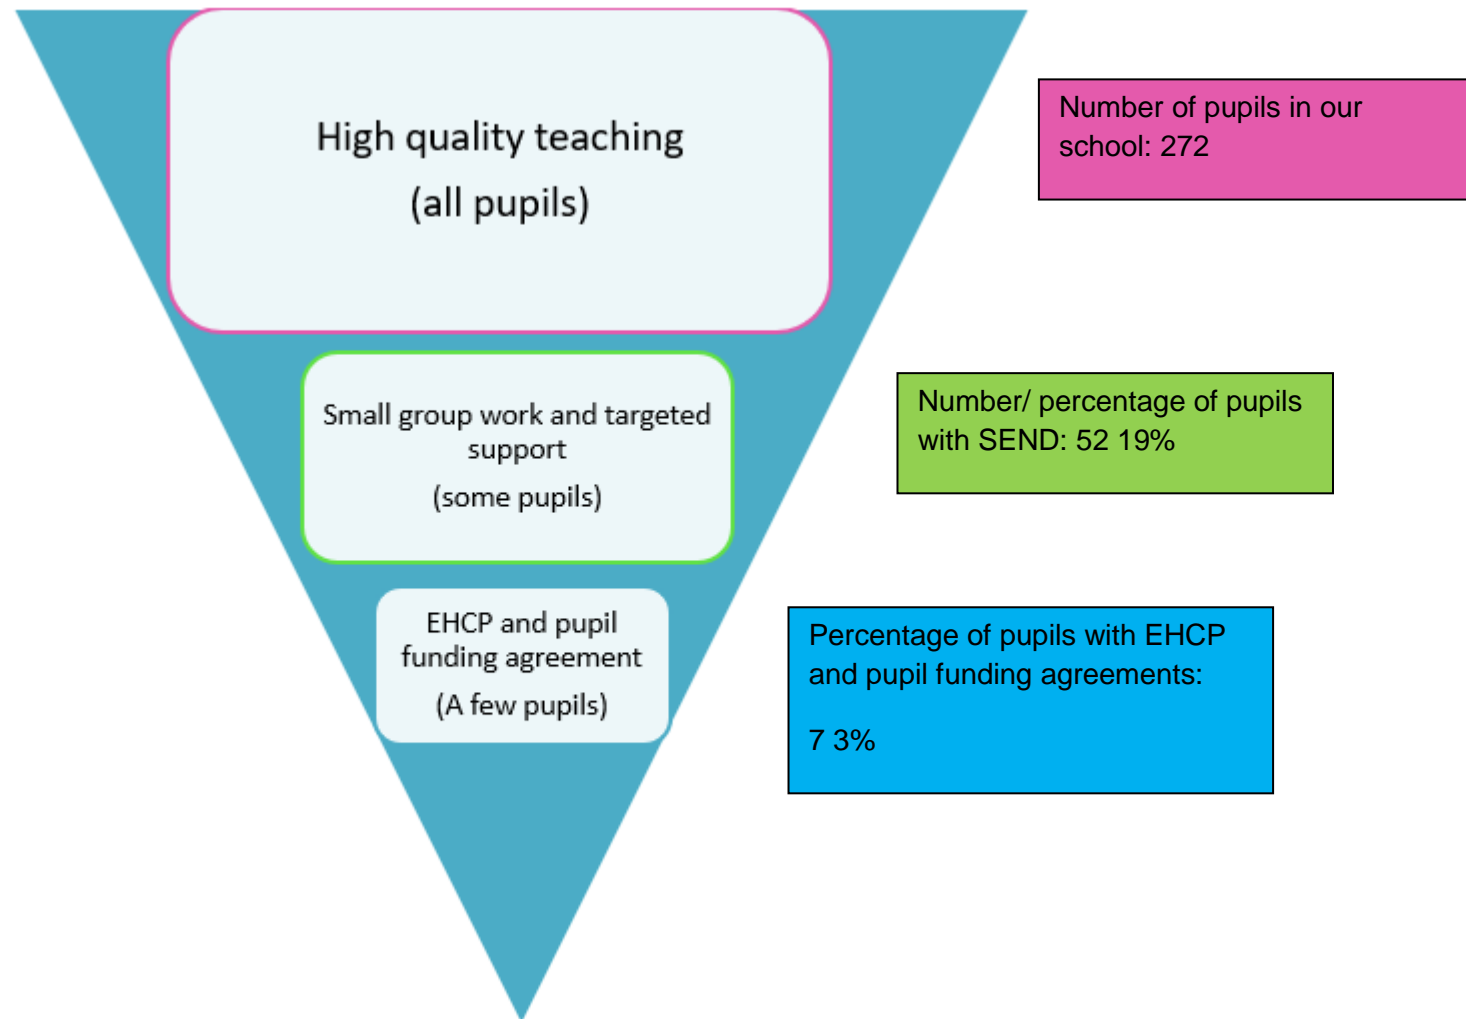 High quality teaching
(all pupils)
Number of pupils in our
school: 272
Small group work and targeted
support
(some pupils)
Number/ percentage of pupils
with SEND: 52 19%
EHCP and pupil
funding agreement
(A few pupils)
Percentage of pupils with EHCP
and pupil funding agreements:
7 3%